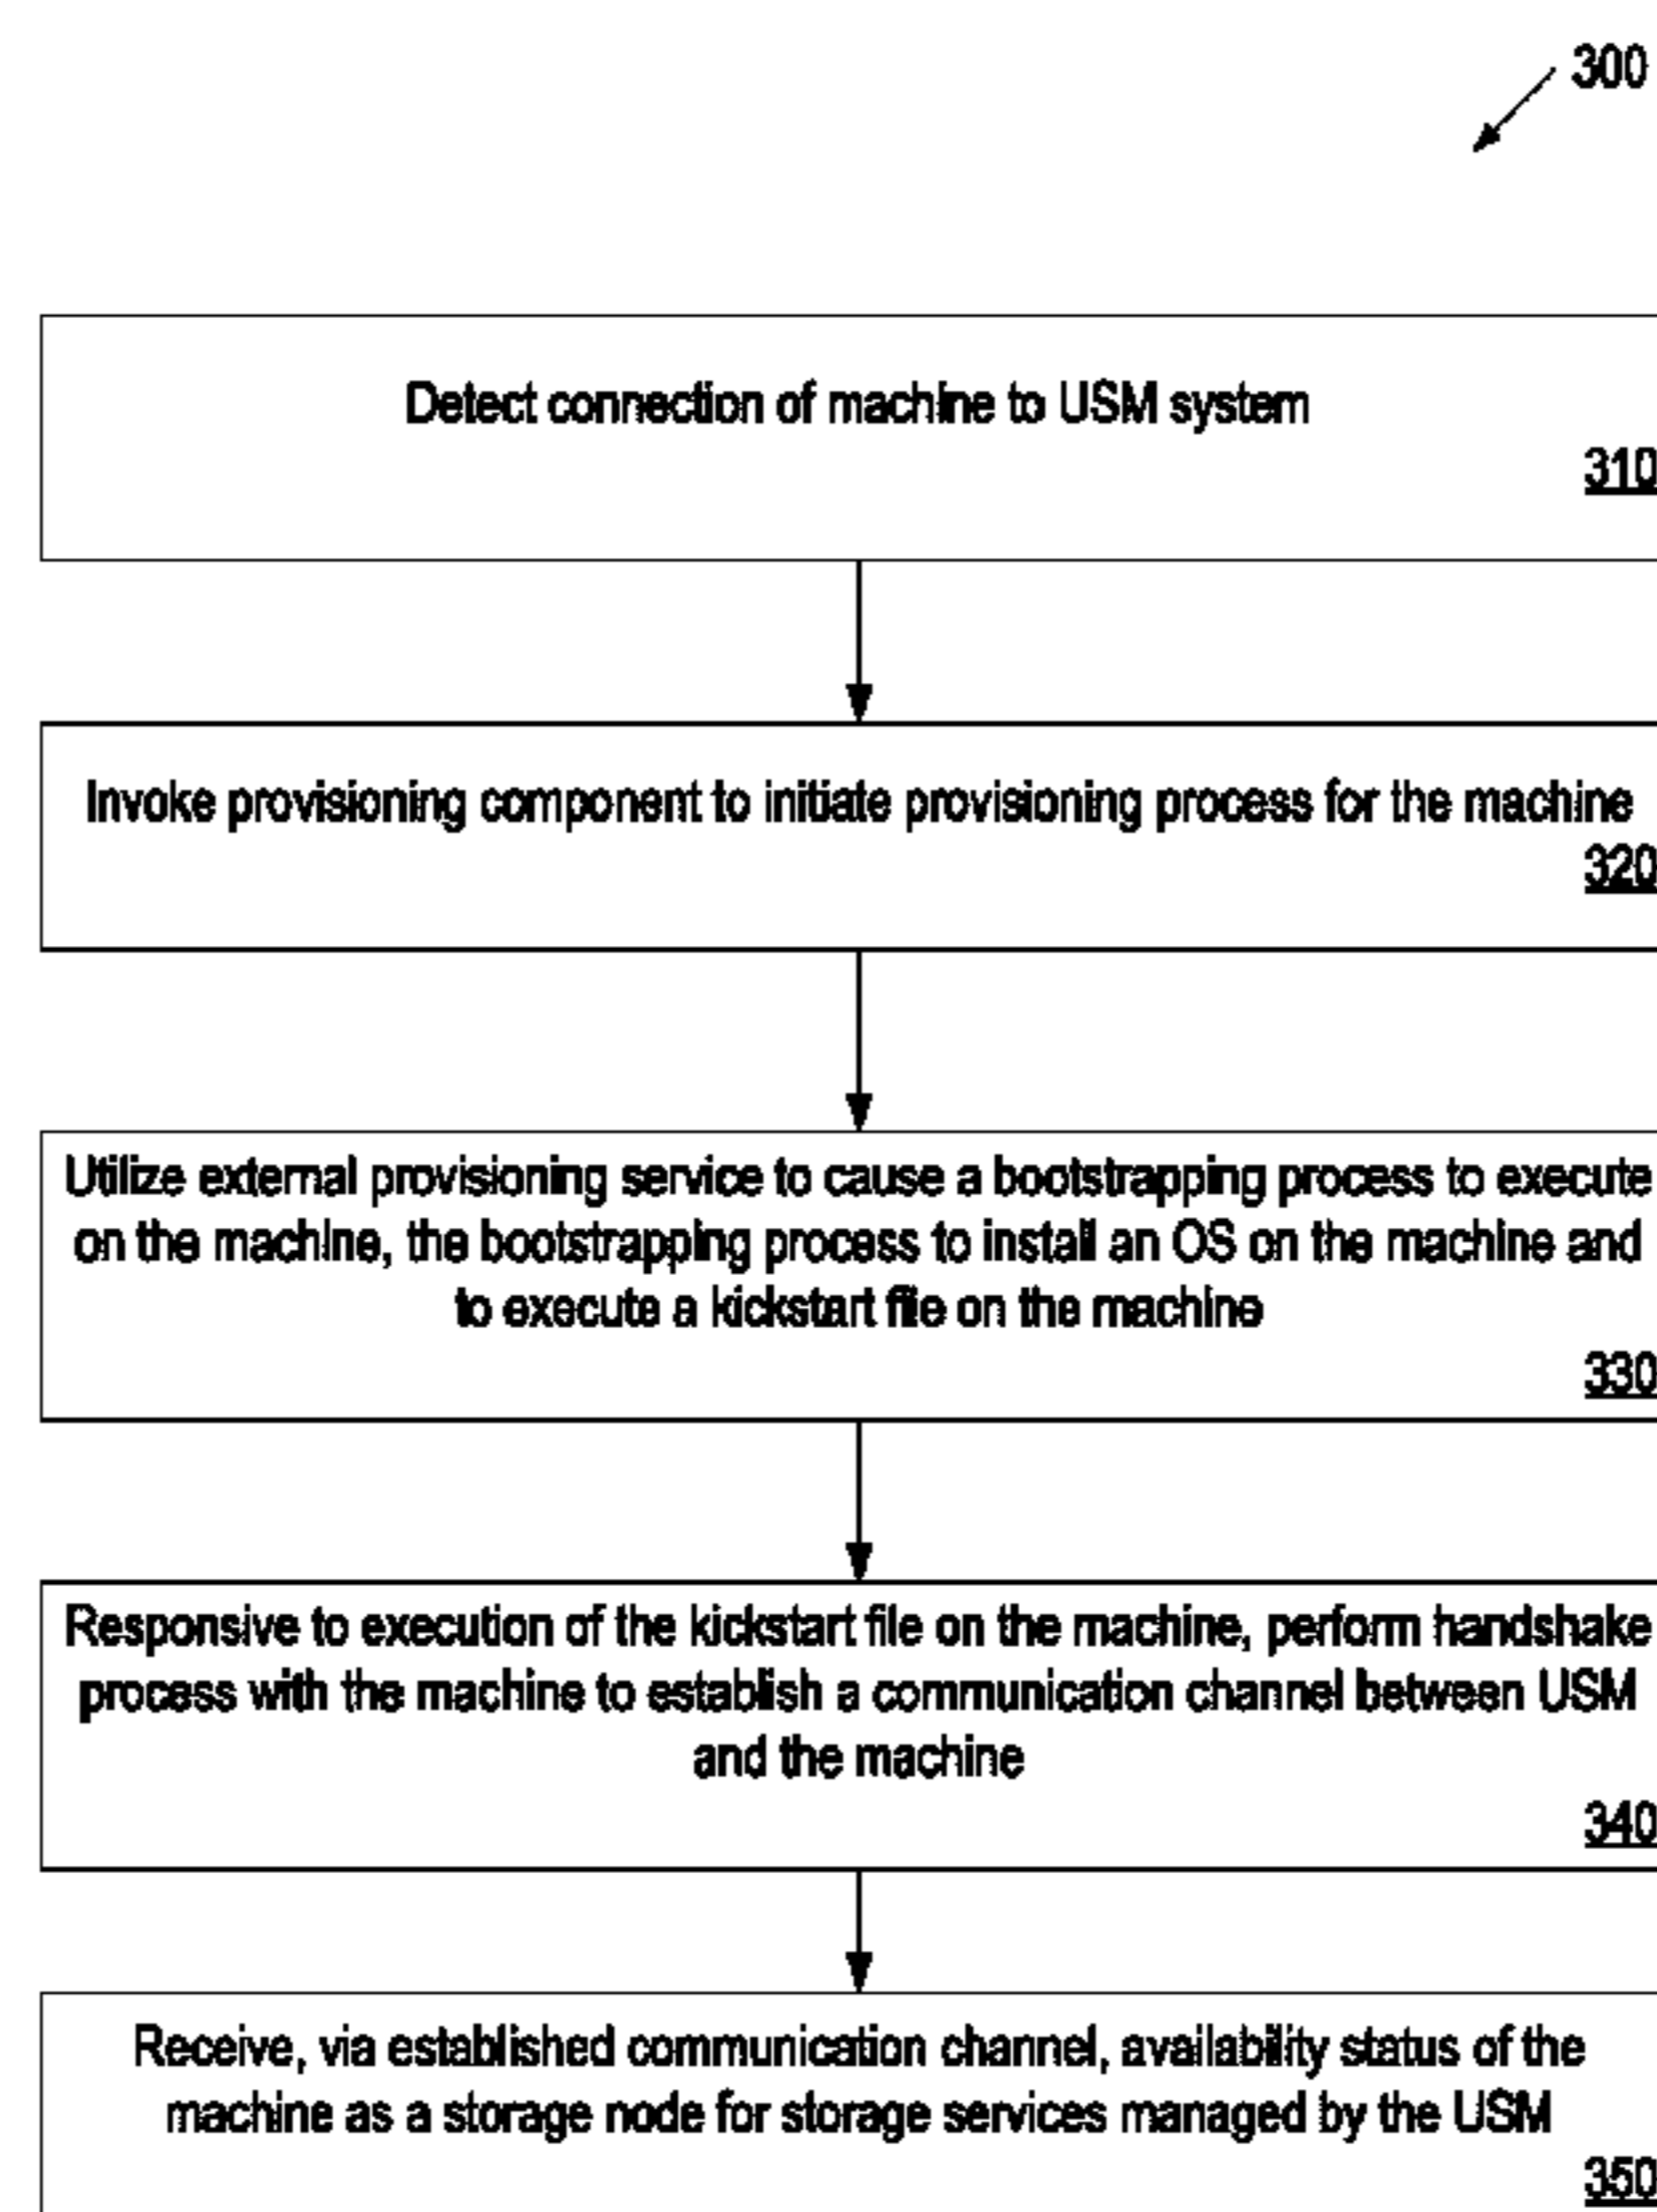 300
Detect connection of machine to USM system
310
Invoke provisioning component to initiate provisioning process for the machine
320
Utilize external provisioning service to cause a bootstrapping process to execute
on the machine, the bootstrapping process to install an OS on the machine and
to execute a kickstart file on the machine
330
Responsive to execution of the kickstart file on the machine, perform handshake
process with the machine to establish a communication channel between USM
and the machine
340
Receive, via established communication channel, availability status of the
machine as a storage node for storage services managed by the USM
350